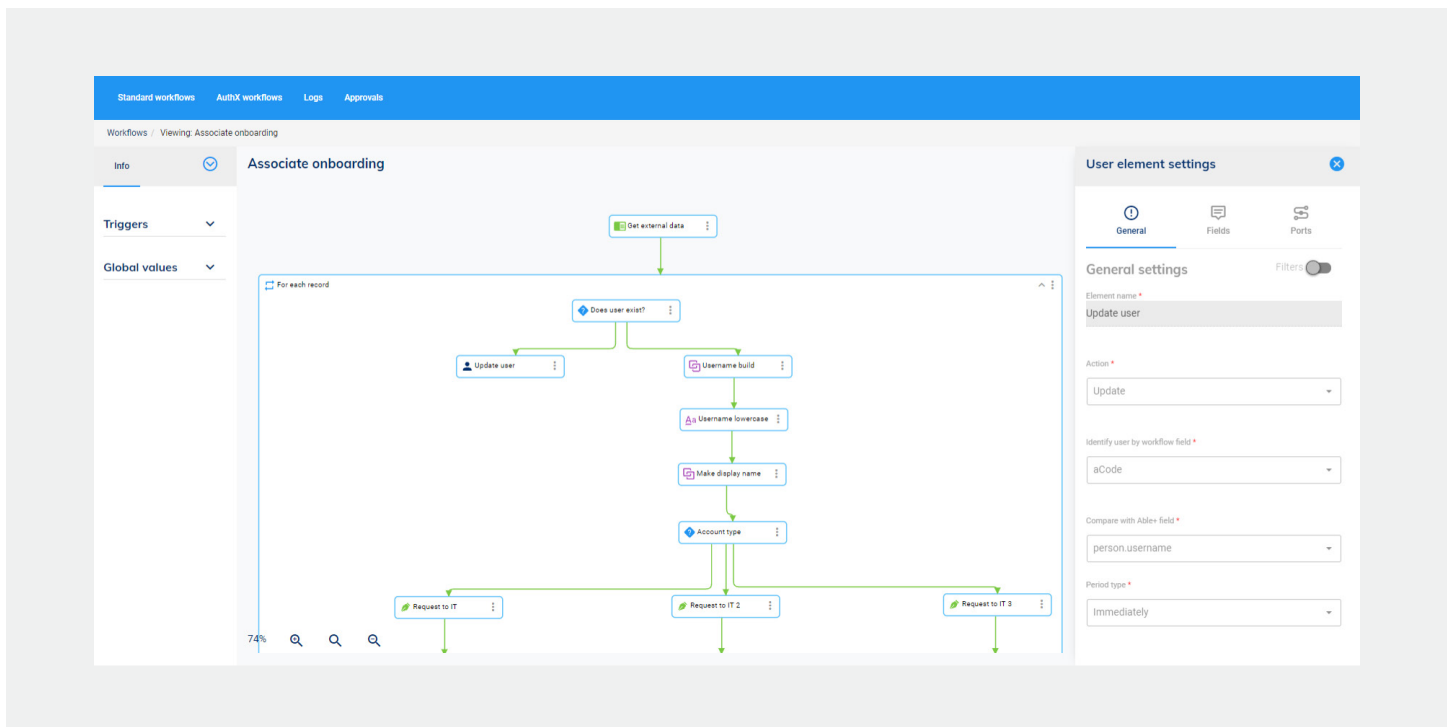 Standard workflows AuthX workflows Logs Approvals
Workflows / Viewing: Associate onboarding
Info
Triggers
Global values
Associate onboarding
Get external data
For each record
Does user exist?
Update user
Username build
Aa Username lowercase
Make display name
Account type
Request to IT
Request to IT 2
Request to IT 3
74%
User element settings
General
Fields
Ports
General settings
Filters
Element name *
Update user
Action *
Update
Identify user by workflow field *
aCode
Compare with Able+ field *
person.username
Period type *
Immediately